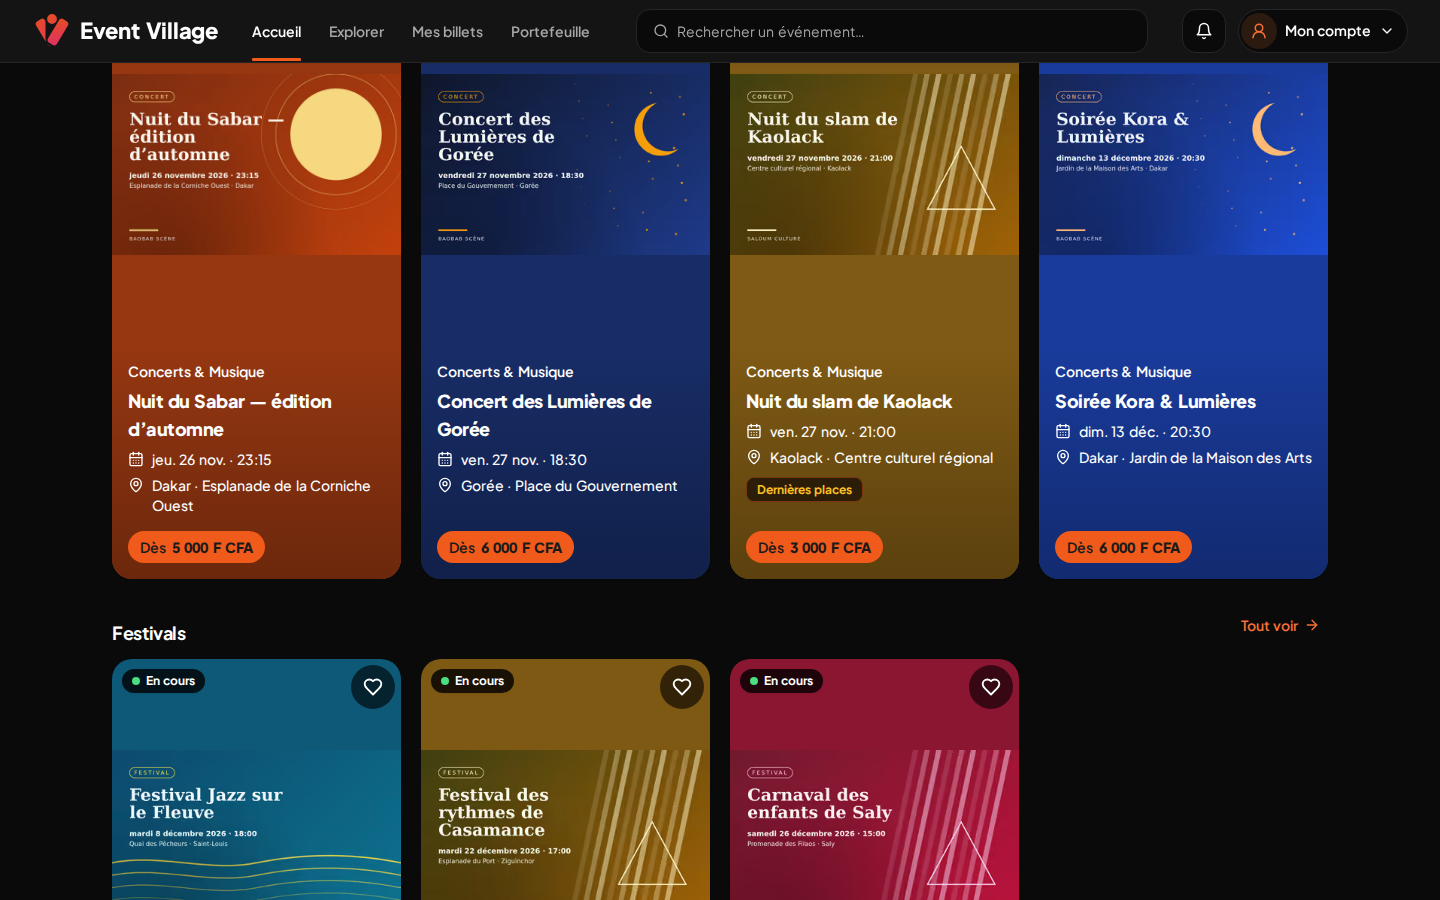 Event Village
Accueil
Explorer
Mes billets
Portefeuille
Rechercher un événement...
Mon compte
CONCERT
Nuit du Sabar —
édition
d’automne
jeudi 26 novembre 2026 · 23:15
Esplanade de la Corniche Ouest · Dakar
BAOBAB SCÈNE
CONCERT
Concert des
Lumières de
Gorée
vendredi 27 novembre 2026 · 18:30
Place du Gouvernement · Gorée
BAOBAB SCÈNE
CONCERT
Nuit du slam de
Kaolack
vendredi 27 novembre 2026 · 21:00
Centre culturel régional · Kaolack
SALOUM CULTURE
CONCERT
Soirée Kora &
Lumières
dimanche 13 décembre 2026 · 20:30
Jardin de la Maison des Arts · Dakar
BAOBAB SCÈNE
Concerts & Musique
Nuit du Sabar — édition
d’automne
jeu. 26 nov. · 23:15
Dakar · Esplanade de la Corniche
Ouest
Dès 5 000 F CFA
Concerts & Musique
Concert des Lumières de
Gorée
ven. 27 nov. · 18:30
Gorée · Place du Gouvernement
Dès 6 000 F CFA
Concerts & Musique
Nuit du slam de Kaolack
ven. 27 nov. · 21:00
Kaolack · Centre culturel régional
Dernières places
Dès 3 000 F CFA
Concerts & Musique
Soirée Kora & Lumières
dim. 13 déc. · 20:30
Dakar · Jardin de la Maison des Arts
Dès 6 000 F CFA
Festivals
Tout voir
En cours
FESTIVAL
Festival Jazz sur
le Fleuve
mardi 8 décembre 2026 · 18:00
Quai des Pêcheurs · Saint-Louis
En cours
FESTIVAL
Festival des
rythmes de
Casamance
mardi 22 décembre 2026 · 17:00
Esplanade du Port · Ziguinchor
En cours
FESTIVAL
Carnaval des
enfants de Saly
samedi 26 décembre 2026 · 15:00
Promenade des Filaos · Saly